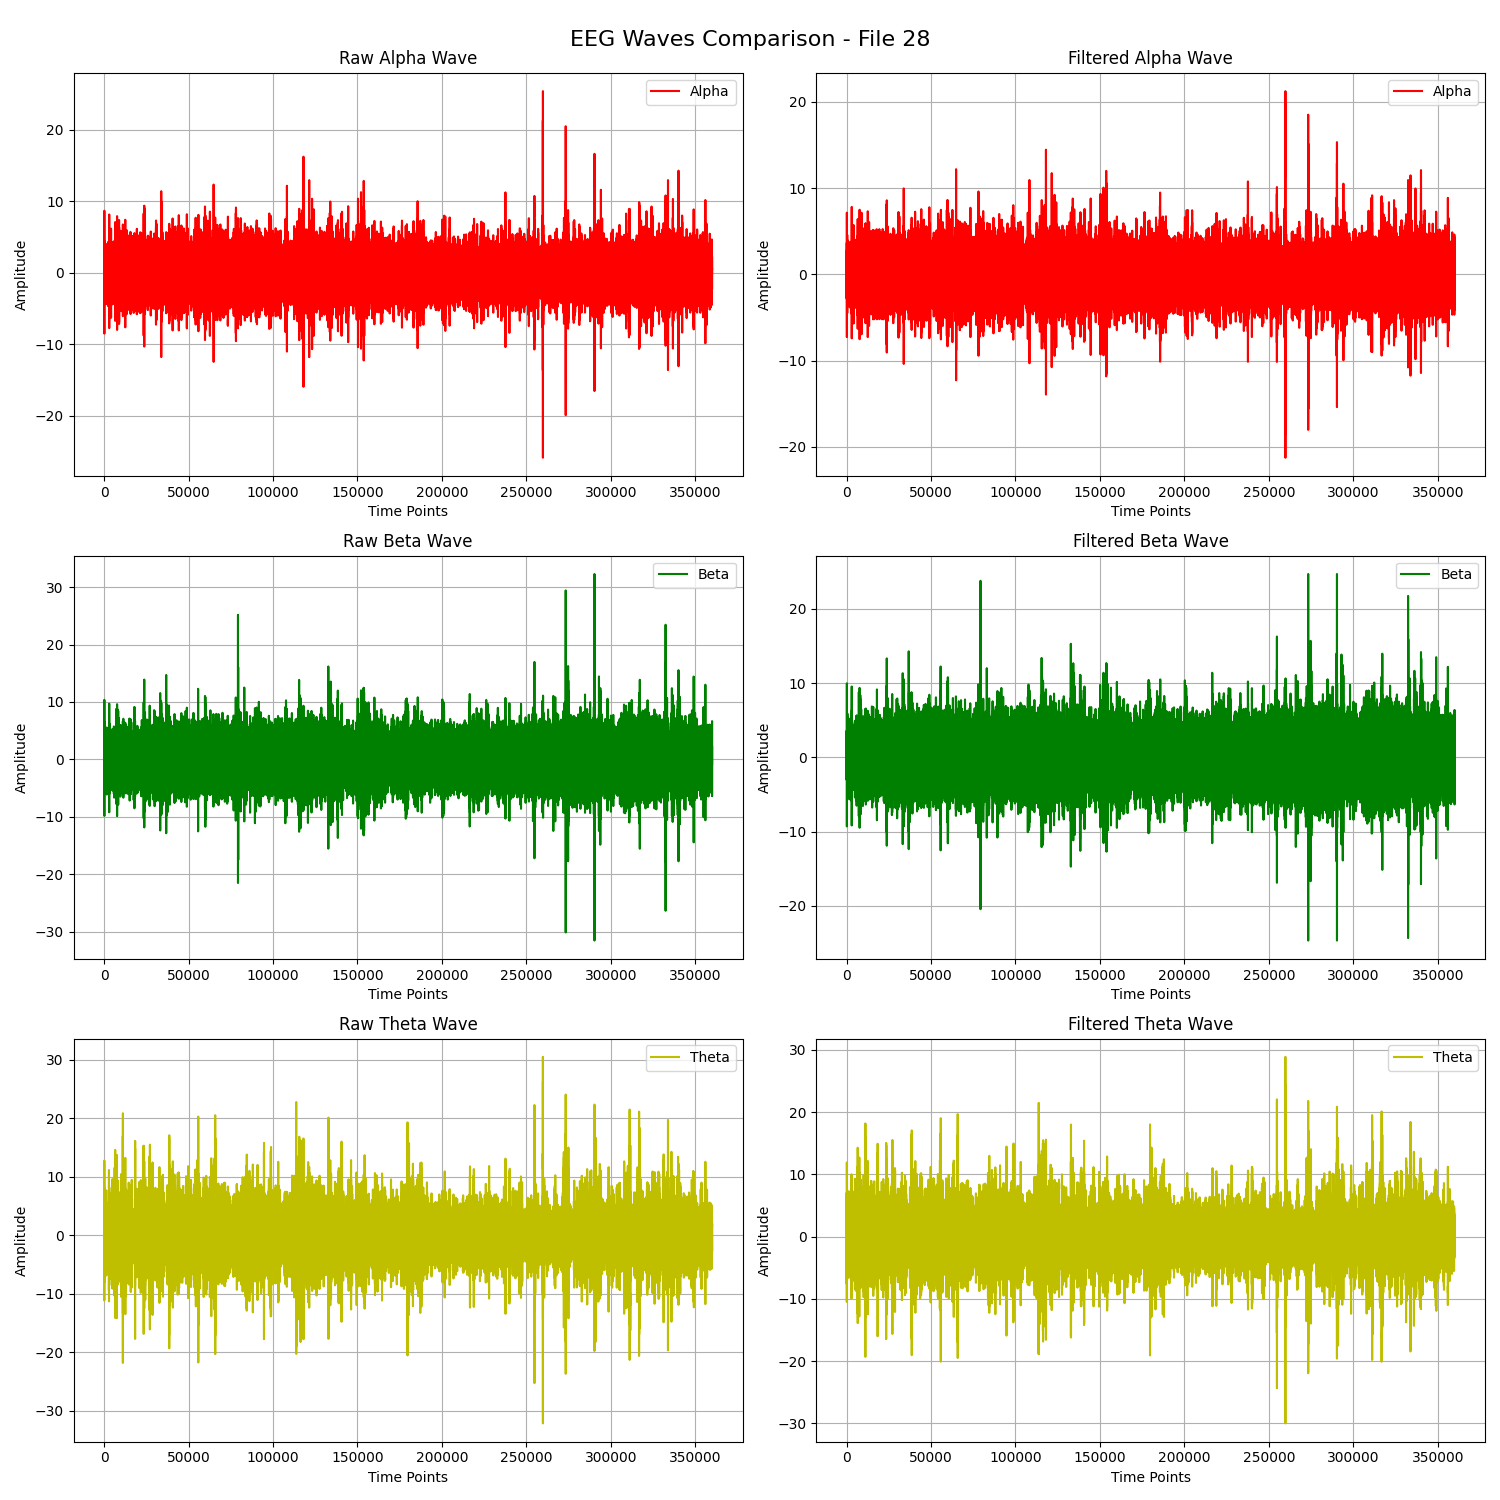 EEG Waves Comparison - File 28
Raw Alpha Wave
Alpha
20
10
0
−10
−20
Amplitude
0 50000 100000 150000 200000 250000 300000 350000
Time Points
Filtered Alpha Wave
Alpha
20
10
0
−10
−20
Amplitude
0 50000 100000 150000 200000 250000 300000 350000
Time Points
Raw Beta Wave
Beta
30
20
10
0
−10
−20
−30
Amplitude
0 50000 100000 150000 200000 250000 300000 350000
Time Points
Filtered Beta Wave
Beta
20
10
0
−10
−20
Amplitude
0 50000 100000 150000 200000 250000 300000 350000
Time Points
Raw Theta Wave
Theta
30
20
10
0
−10
−20
−30
Amplitude
0 50000 100000 150000 200000 250000 300000 350000
Time Points
Filtered Theta Wave
Theta
30
20
10
0
−10
−20
−30
Amplitude
0 50000 100000 150000 200000 250000 300000 350000
Time Points